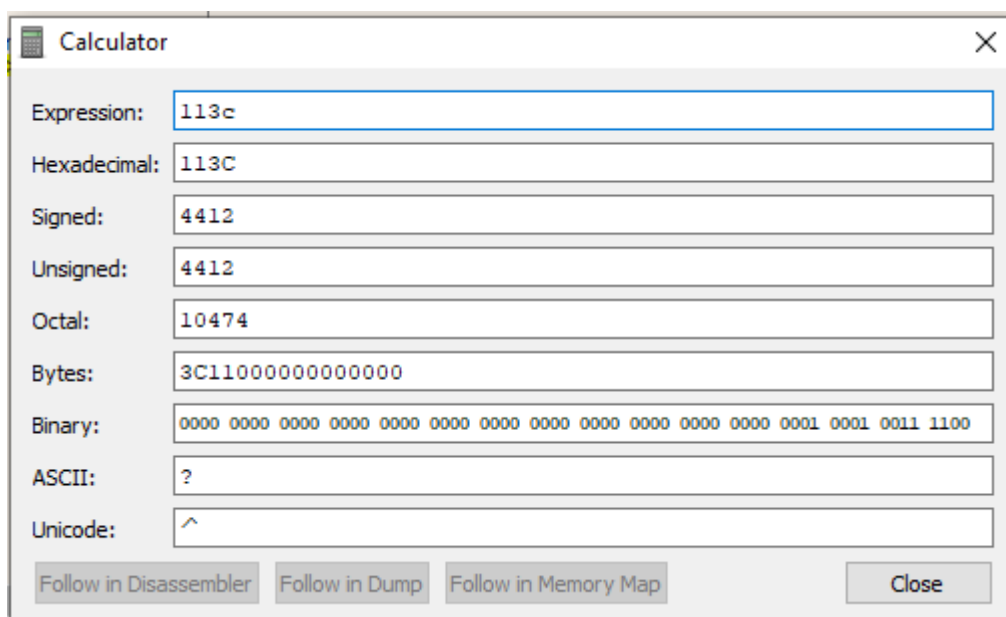 Calculator
Expression: 113c
Hexadecimal: 113C
Signed: 4412
Unsigned: 4412
Octal: 10474
Bytes: 3C11000000000000
Binary: 0000 0000 0000 0000 0000 0000 0000 0000 0000 0000 0000 0000 0001 0001 0011 1100
ASCII: ?
Unicode: ^
Follow in Disassembler Follow in Dump Follow in Memory Map Close